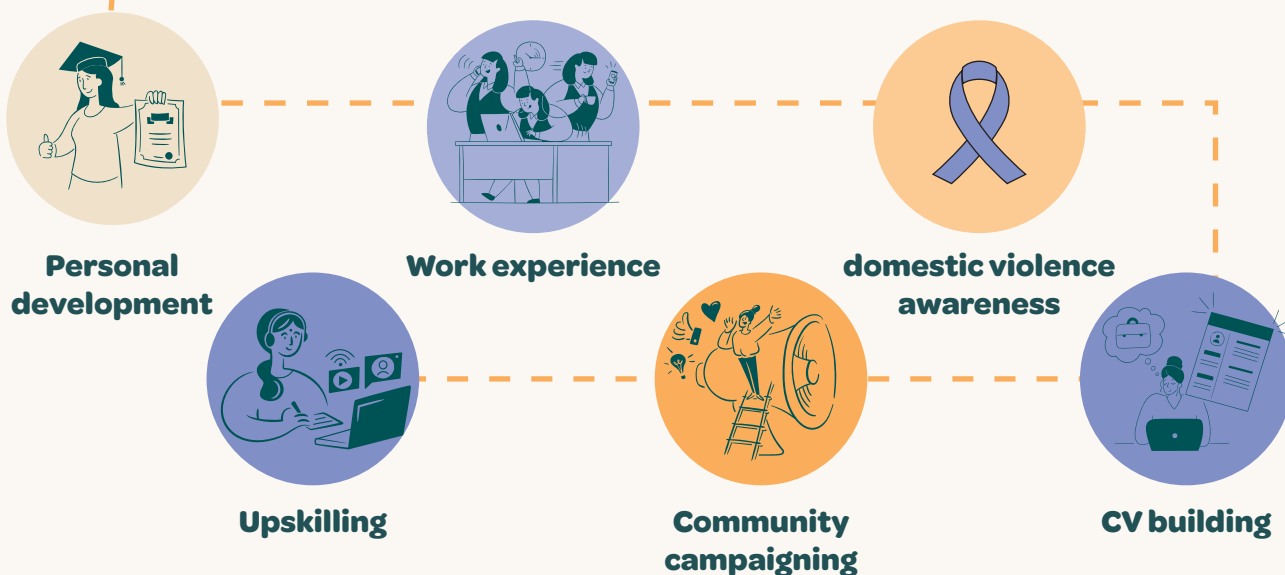 Personal
development
Work experience
domestic violence
awareness
Upskilling
Community
campaigning
CV building